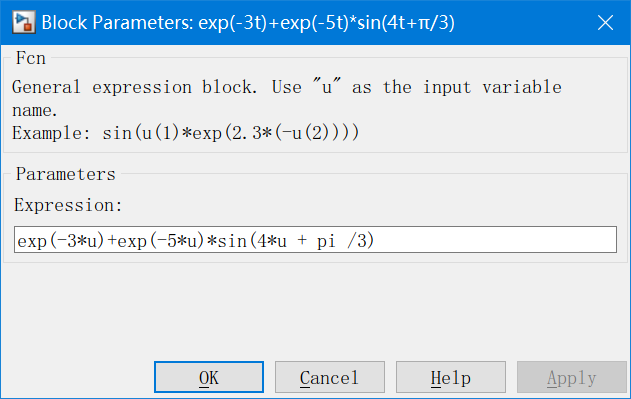 Block Parameters: exp(-3t)+exp(-5t)*sin(4t+π/3)
Fcn
General expression block. Use "u" as the input variable
name.
Example: sin(u(1)*exp(2.3*(-u(2))))
Parameters
Expression:
exp(-3*u)+exp(-5*u)*sin(4*u + pi /3)
OK Cancel Help Apply